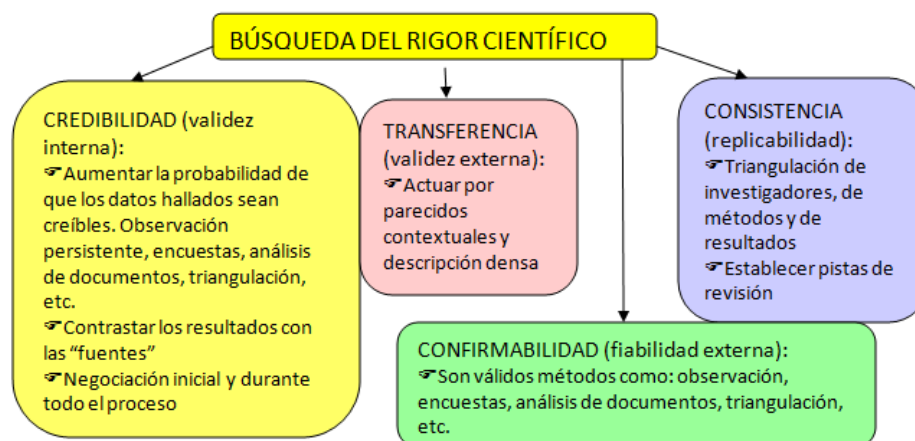 BÚSQUEDA DEL RIGOR CIENTÍFICO
CREDIBILIDAD (validez
interna):
☞Aumentar la probabilidad de
que los datos hallados sean
creíbles. Observación
persistente, encuestas, análisis
de documentos, triangulación,
etc.
☞Contrastar los resultados con
las “fuentes”
☞Negociación inicial y durante
todo el proceso
TRANSFERENCIA
(validez externa):
☞Actuar por
parecidos
contextuales y
descripción densa
CONSISTENCIA
(replicabilidad):
☞Triangulación de
investigadores, de
métodos y de
resultados
☞Establecer pistas de
revisión
CONFIRMABILIDAD (fiabilidad externa):
☞Son válidos métodos como: observación,
encuestas, análisis de documentos, triangulación,
etc.